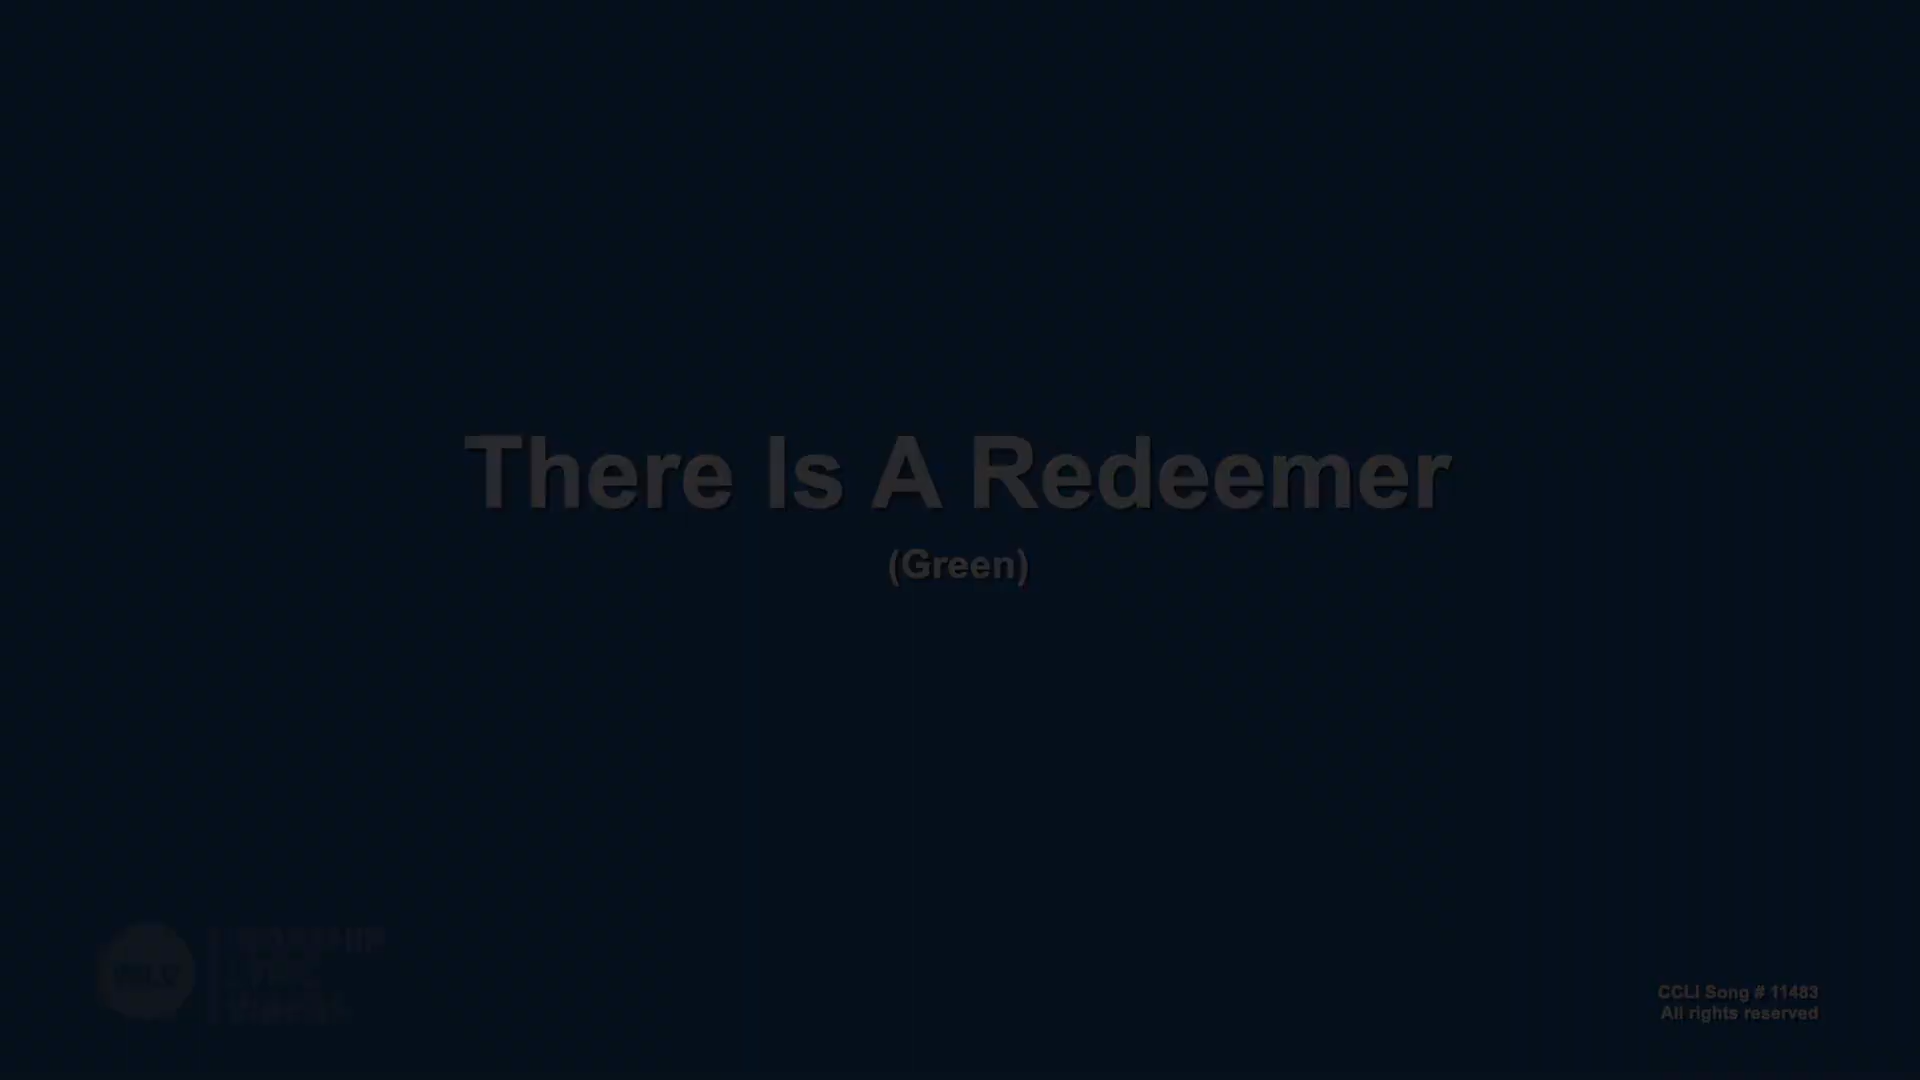 There Is A Redeemer
(Green)
CCLI Song # 11483
All rights reserved